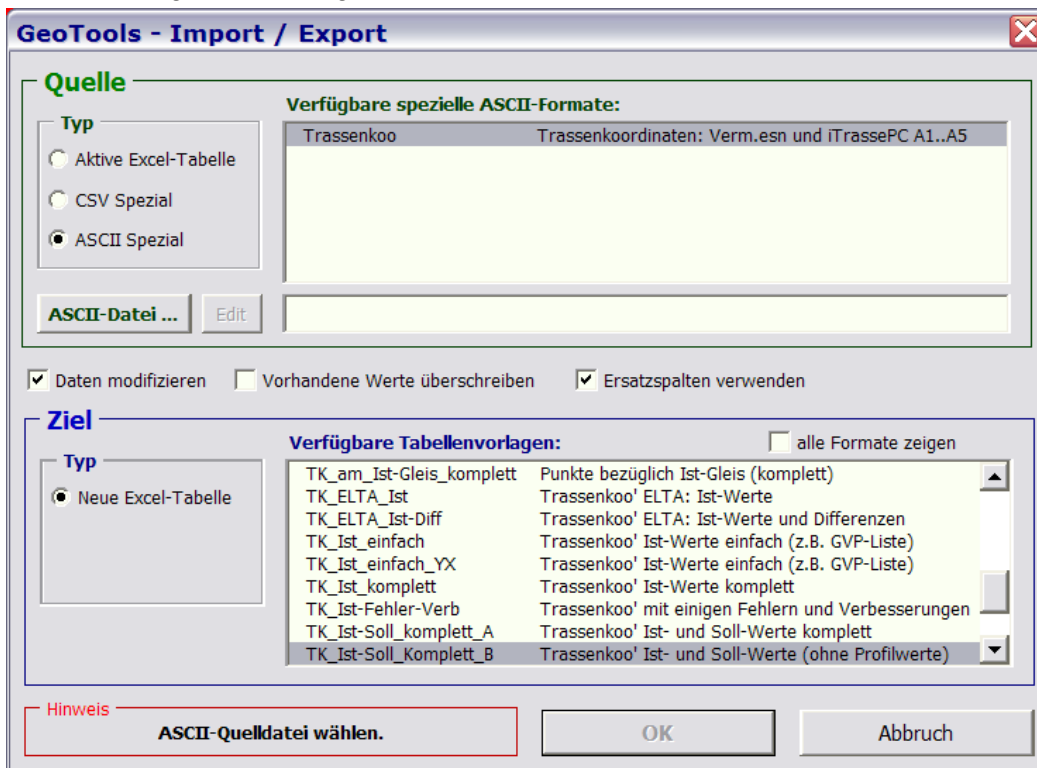 GeoTools - Import / Export
Quelle
Typ
Aktive Excel-Tabelle
CSV Spezial
ASCII Spezial
Verfügbare spezielle ASCII-Formate:
Trassenkoo Trassenkoordinaten: Verm.esn und iTrassePC A1..A5
ASCII-Datei ... Edit
Daten modifizieren Vorhandene Werte überschreiben Ersatzspalten verwenden
Ziel
Typ
Neue Excel-Tabelle
Verfügbare Tabellenvorlagen: alle Formate zeigen
TK_am_Ist-Gleis_komplett Punkte bezüglich Ist-Gleis (komplett)
TK_ELTA_Ist Trassenkoo' ELTA: Ist-Werte
TK_ELTA_Ist-Diff Trassenkoo' ELTA: Ist-Werte und Differenzen
TK_Ist_einfach Trassenkoo' Ist-Werte einfach (z.B. GVP-Liste)
TK_Ist_einfach_YX Trassenkoo' Ist-Werte einfach (z.B. GVP-Liste)
TK_Ist_komplett Trassenkoo' Ist-Werte komplett
TK_Ist-Fehler-Verb Trassenkoo' mit einigen Fehlern und Verbesserungen
TK_Ist-Soll_komplett_A Trassenkoo' Ist- und Soll-Werte komplett
TK_Ist-Soll_Komplett_B Trassenkoo' Ist- und Soll-Werte (ohne Profilwerte)
Hinweis
ASCII-Quelldatei wählen.
OK Abbruch